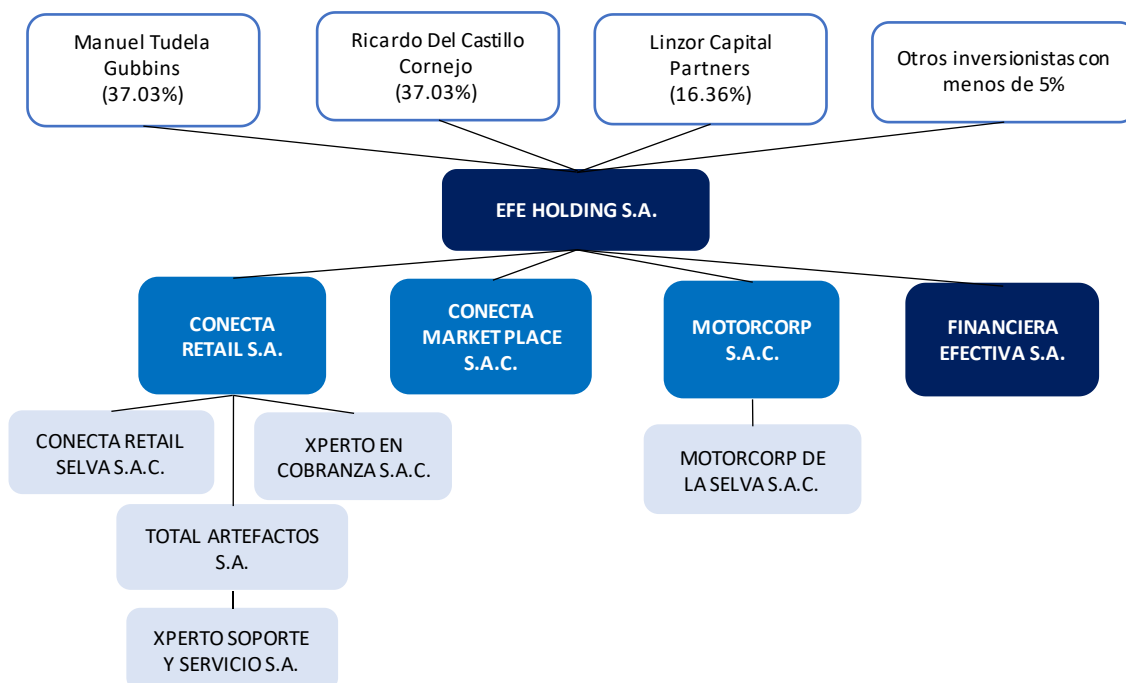 Manuel Tudela
Gubbins
(37.03%)
Ricardo Del Castillo
Cornejo
(37.03%)
Linzor Capital
Partners
(16.36%)
Otros inversionistas con
menos de 5%
EFE HOLDING S.A.
CONECTA
RETAIL S.A.
CONECTA
MARKET PLACE
S.A.C.
MOTORCORP
S.A.C.
FINANCIERA
EFECTIVA S.A.
CONECTA RETAIL
SELVA S.A.C.
XPERTO EN
COBRANZA S.A.C.
MOTORCORP DE
LA SELVA S.A.C.
TOTAL ARTEFACTOS
S.A.
XPERTO SOPORTE
Y SERVICIO S.A.